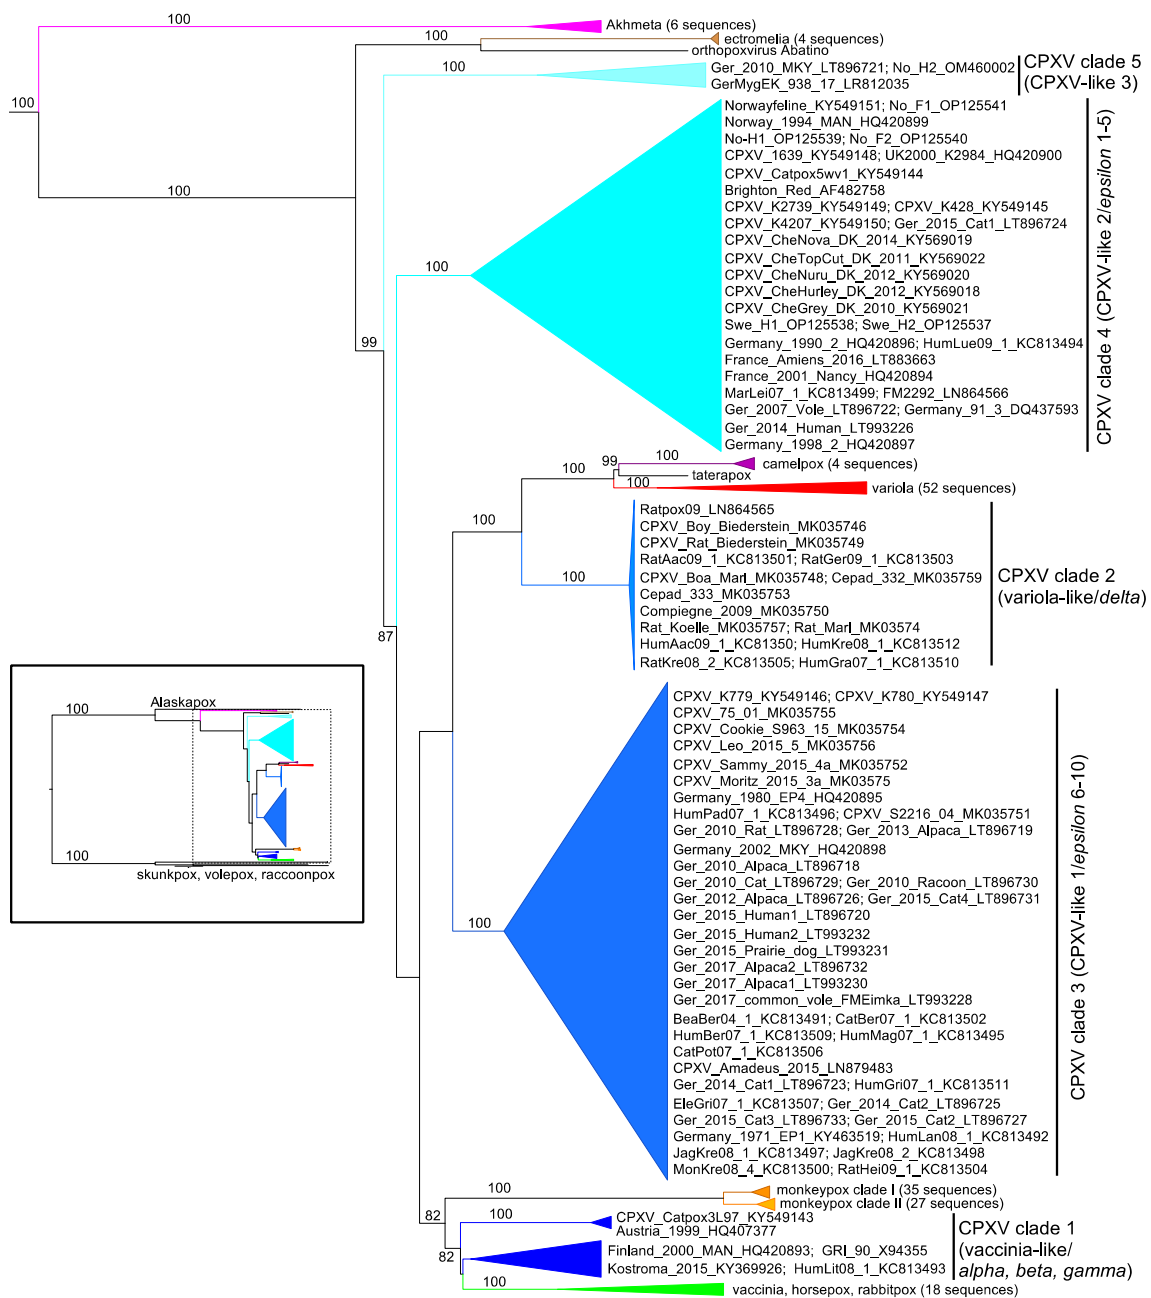 100
Akhmeta (6 sequences)
100
ectromelia (4 sequences)
orthopoxvirus Abatino
100
Ger_2010_MKY_LT896721; No_H2_OM460002
GerMygEK_938_17_LR812035
CPXV clade 5
(CPXV-like 3)
100
100
99
100
Norwayfeline_KY549151; No_F1_OP125541
Norway_1994_MAN_HQ420899
No-H1_OP125539; No_F2_OP125540
CPXV_1639_KY549148; UK2000_K2984_HQ420900
CPXV_Catpox5wv1_KY549144
Brighton_Red_AF482758
CPXV_K2739_KY549149; CPXV_K428_KY549145
CPXV_K4207_KY549150; Ger_2015_Cat1_LT896724
CPXV_CheNova_DK_2014_KY569019
CPXV_CheTopCut_DK_2011_KY569022
CPXV_CheNuru_DK_2012_KY569020
CPXV_CheHurley_DK_2012_KY569018
CPXV_CheGrey_DK_2010_KY569021
Swe_H1_OP125538; Swe_H2_OP125537
Germany_1990_2_HQ420896; HumLue09_1_KC813494
France_Amiens_2016_LT883663
France_2001_Nancy_HQ420894
MarLei07_1_KC813499; FM2292_LN864566
Ger_2007_Vole_LT896722; Germany_91_3_DQ437593
Ger_2014_Human_LT993226
Germany_1998_2_HQ420897
CPXV clade 4 (CPXV-like 2/epsilon 1-5)
100
99
100
camelpox (4 sequences)
taterapox
100
variola (52 sequences)
100
100
Ratpox09_LN864565
CPXV_Boy_Biederstein_MK035746
CPXV_Rat_Biederstein_MK035749
RatAac09_1_KC813501; RatGer09_1_KC813503
CPXV_Boa_Marl_MK035748; Cepad_332_MK035759
Cepad_333_MK035753
Compiegne_2009_MK035750
Rat_Koelle_MK035757; Rat_Marl_MK03574
HumAac09_1_KC81350; HumKre08_1_KC813512
RatKre08_2_KC813505; HumGra07_1_KC813510
CPXV clade 2
(variola-like/delta)
87
100
CPXV_K779_KY549146; CPXV_K780_KY549147
CPXV_75_01_MK035755
CPXV_Cookie_S963_15_MK035754
CPXV_Leo_2015_5_MK035756
CPXV_Sammy_2015_4a_MK035752
CPXV_Moritz_2015_3a_MK03575
Germany_1980_EP4_HQ420895
HumPad07_1_KC813496; CPXV_S2216_04_MK035751
Ger_2010_Rat_LT896728; Ger_2013_Alpaca_LT896719
Germany_2002_MKY_HQ420898
Ger_2010_Alpaca_LT896718
Ger_2010_Cat_LT896729; Ger_2010_Racoon_LT896730
Ger_2012_Alpaca_LT896726; Ger_2015_Cat4_LT896731
Ger_2015_Human1_LT896720
Ger_2015_Human2_LT993232
Ger_2015_Prairie_dog_LT993231
Ger_2017_Alpaca2_LT896732
Ger_2017_Alpaca1_LT993230
Ger_2017_common_vole_FMEimka_LT993228
BeaBer04_1_KC813491; CatBer07_1_KC813502
HumBer07_1_KC813509; HumMag07_1_KC813495
CatPot07_1_KC813506
CPXV_Amadeus_2015_LN879483
Ger_2014_Cat1_LT896723; HumGri07_1_KC813511
EleGri07_1_KC813507; Ger_2014_Cat2_LT896725
Ger_2015_Cat3_LT896733; Ger_2015_Cat2_LT896727
Germany_1971_EP1_KY463519; HumLan08_1_KC813492
JagKre08_1_KC813497; JagKre08_2_KC813498
MonKre08_4_KC813500; RatHei09_1_KC813504
CPXV clade 3 (CPXV-like 1/epsilon 6-10)
Alaskapox
100
100
skunkpox, volepox, raccoonpox
100
monkeypox clade I (35 sequences)
monkeypox clade II (27 sequences)
82
100
CPXV_Catpox3L97_KY549143
Austria_1999_HQ407377
82
Finland_2000_MAN_HQ420893; GRI_90_X94355
Kostroma_2015_KY369926; HumLit08_1_KC813493
CPXV clade 1
(vaccinia-like/
alpha, beta, gamma)
100
vaccinia, horsepox, rabbitpox (18 sequences)